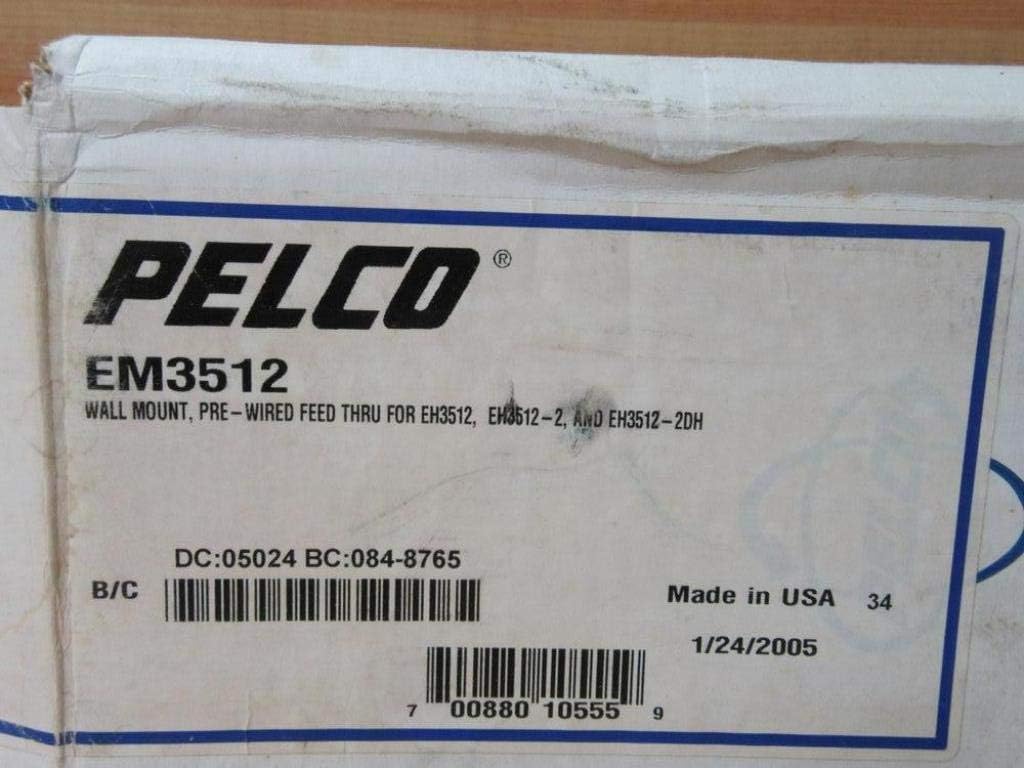 PELCO®
EM3512
WALL MOUNT, PRE-WIRED FEED THRU FOR EH3512, EH3512-2, AND EH3512-2DH
DC:05024 BC:084-8765
B/C
Made in USA 34
1/24/2005
7 00880 10555 9